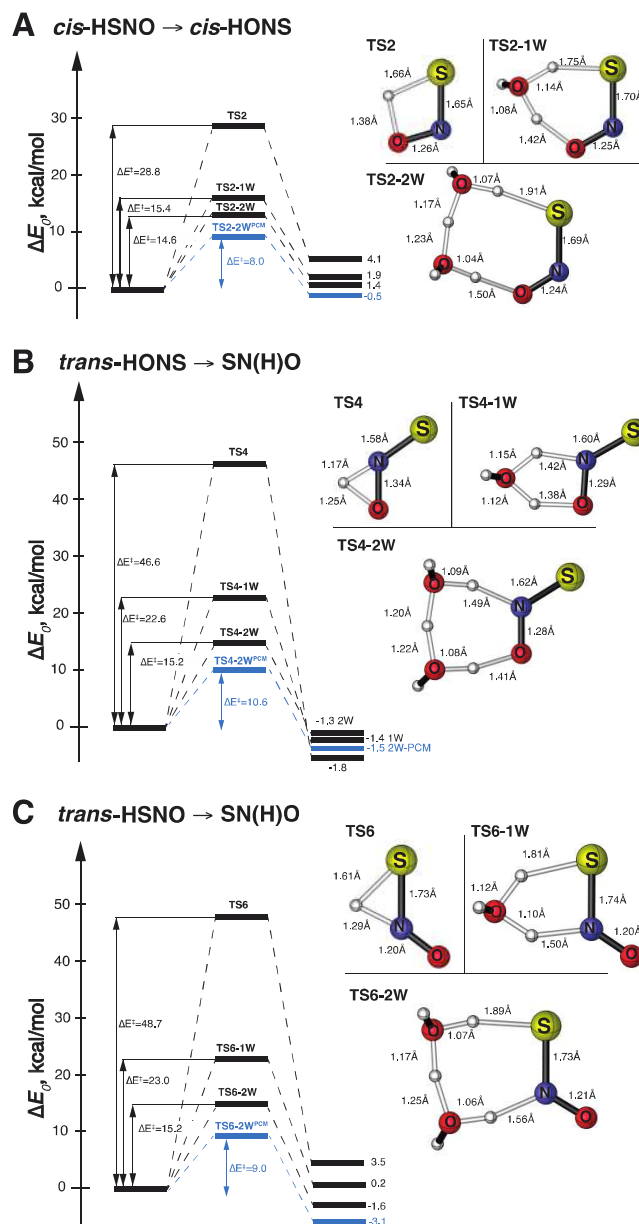 A cis-HSNO → cis-HONS
ΔE0, kcal/mol
30
20
10
0
TS2
TS2-1W
TS2-2W
TS2-2W^PCM
ΔE‡=28.8
ΔE‡=15.4
ΔE‡=14.6
ΔE‡=8.0
4.1
1.9
1.4
-0.5
TS2
1.66Å
S
1.65Å
1.38Å
O
1.26Å
N
TS2-1W
1.75Å
S
O
1.14Å
1.70Å
1.08Å
1.42Å
N
O
1.25Å
TS2-2W
O
1.07Å
1.91Å
S
1.17Å
1.23Å
1.69Å
O
1.04Å
N
1.50Å
O
1.24Å
B trans-HONS → SN(H)O
ΔE0, kcal/mol
50
40
30
20
10
0
TS4
TS4-1W
TS4-2W
TS4-2W^PCM
ΔE‡=46.6
ΔE‡=22.6
ΔE‡=15.2
ΔE‡=10.6
-1.3 2W
-1.4 1W
-1.5 2W-PCM
-1.8
TS4
S
1.58Å
1.17Å
N
1.34Å
1.25Å
O
TS4-1W
S
1.15Å
1.60Å
N
1.42Å
O
1.29Å
1.12Å
1.38Å
O
TS4-2W
O
1.09Å
1.62Å
S
1.49Å
N
1.20Å
1.28Å
1.22Å
1.08Å
O
O
1.41Å
C trans-HSNO → SN(H)O
ΔE0, kcal/mol
50
40
30
20
10
0
TS6
TS6-1W
TS6-2W
TS6-2W^PCM
ΔE‡=48.7
ΔE‡=23.0
ΔE‡=15.2
ΔE‡=9.0
3.5
0.2
-1.6
-3.1
TS6
S
1.61Å
1.73Å
1.29Å
N
1.20Å
O
TS6-1W
1.81Å
S
1.12Å
1.74Å
O
1.10Å
N
1.50Å
1.20Å
O
TS6-2W
1.89Å
O
1.07Å
S
1.17Å
1.73Å
1.25Å
1.06Å
N
1.21Å
O
1.56Å
O